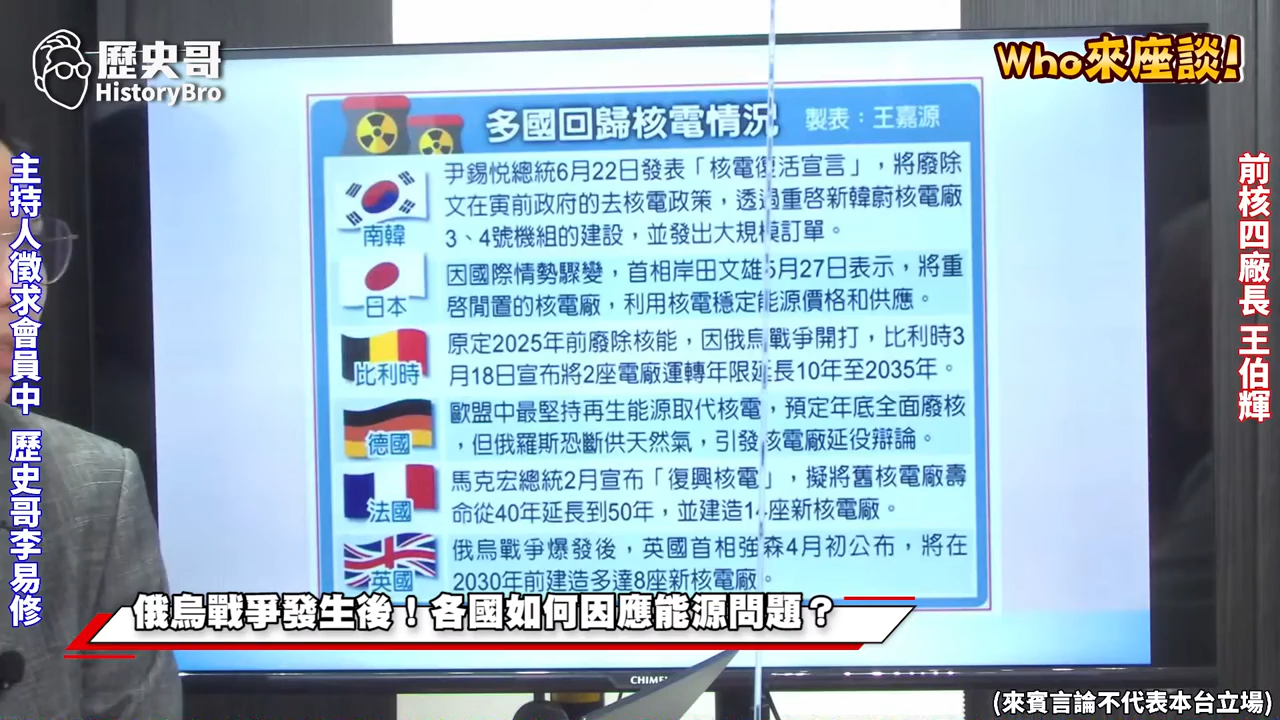 歷史哥
HistoryBro
Who來座談!
主持人徵求會員中 歷史哥李易修
前核四廠長 王伯輝
多國回歸核電情況 製表：王嘉源
南韓
尹錫悦總統6月22日發表「核電復活宣言」，將廢除
文在寅前政府的去核電政策，透過重啓新韓蔚核電廠
3、4號機組的建設，並發出大規模訂單。
日本
因國際情勢驟變，首相岸田文雄5月27日表示，將重
啓閒置的核電廠，利用核電穩定能源價格和供應。
比利時
原定2025年前廢除核能，因俄烏戰爭開打，比利時3
月18日宣布將2座電廠運轉年限延長10年至2035年。
德國
歐盟中最堅持再生能源取代核電，預定年底全面廢核
，但俄羅斯恐斷供天然氣，引發核電廠延役辯論。
法國
馬克宏總統2月宣布「復興核電」，擬將舊核電廠壽
命從40年延長到50年，並建造14座新核電廠。
英國
俄烏戰爭爆發後，英國首相強森4月初公布，將在
2030年前建造多達8座新核電廠。
俄烏戰爭發生後！各國如何因應能源問題？
CHIMEI
(來賓言論不代表本台立場)